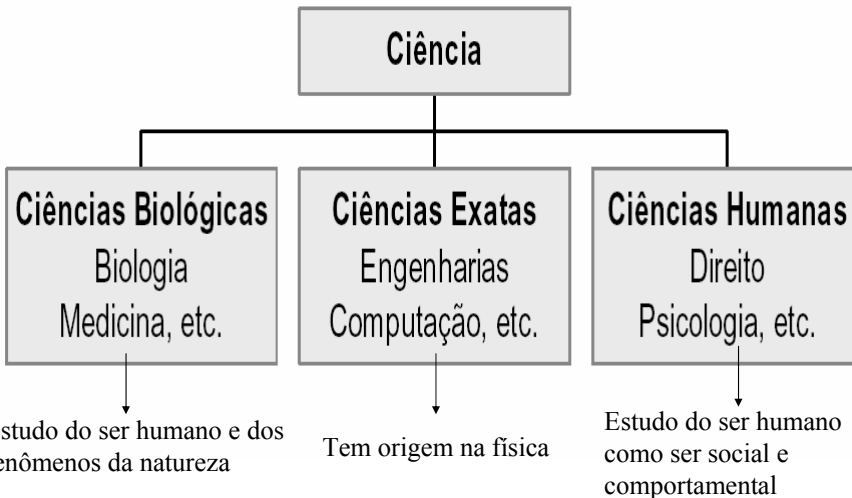 Ciência
Ciências Biológicas
Biologia
Medicina, etc.
Ciências Exatas
Engenharias
Computação, etc.
Ciências Humanas
Direito
Psicologia, etc.
studo do ser humano e dos
enômenos da natureza
Tem origem na física
Estudo do ser humano
como ser social e
comportamental